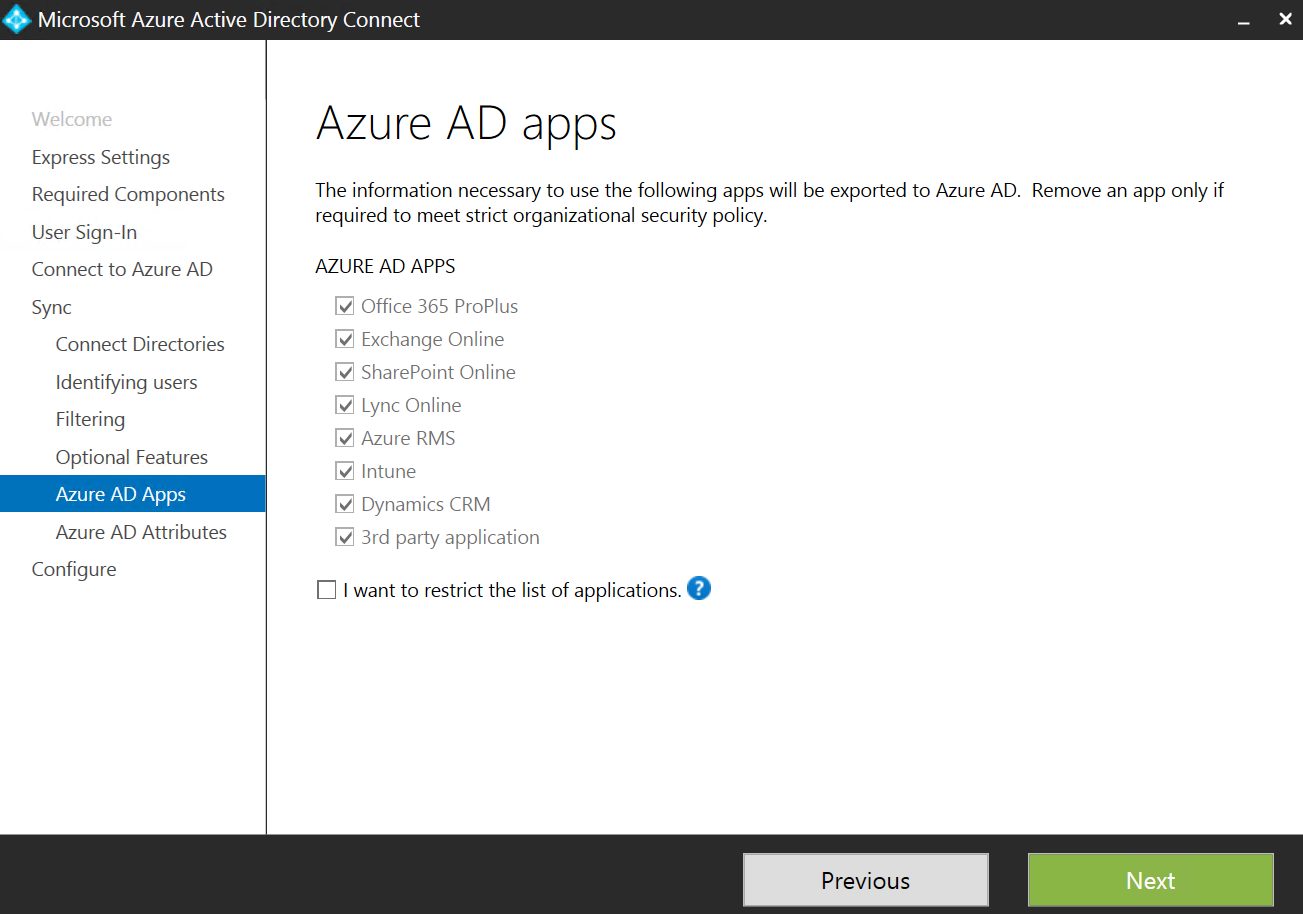 Microsoft Azure Active Directory Connect
Welcome
Express Settings
Required Components
User Sign-In
Connect to Azure AD
Sync
Connect Directories
Identifying users
Filtering
Optional Features
Azure AD Apps
Azure AD Attributes
Configure
Azure AD apps
The information necessary to use the following apps will be exported to Azure AD.  Remove an app only if
required to meet strict organizational security policy.
AZURE AD APPS
Office 365 ProPlus
Exchange Online
SharePoint Online
Lync Online
Azure RMS
Intune
Dynamics CRM
3rd party application
I want to restrict the list of applications. ?
Previous
Next